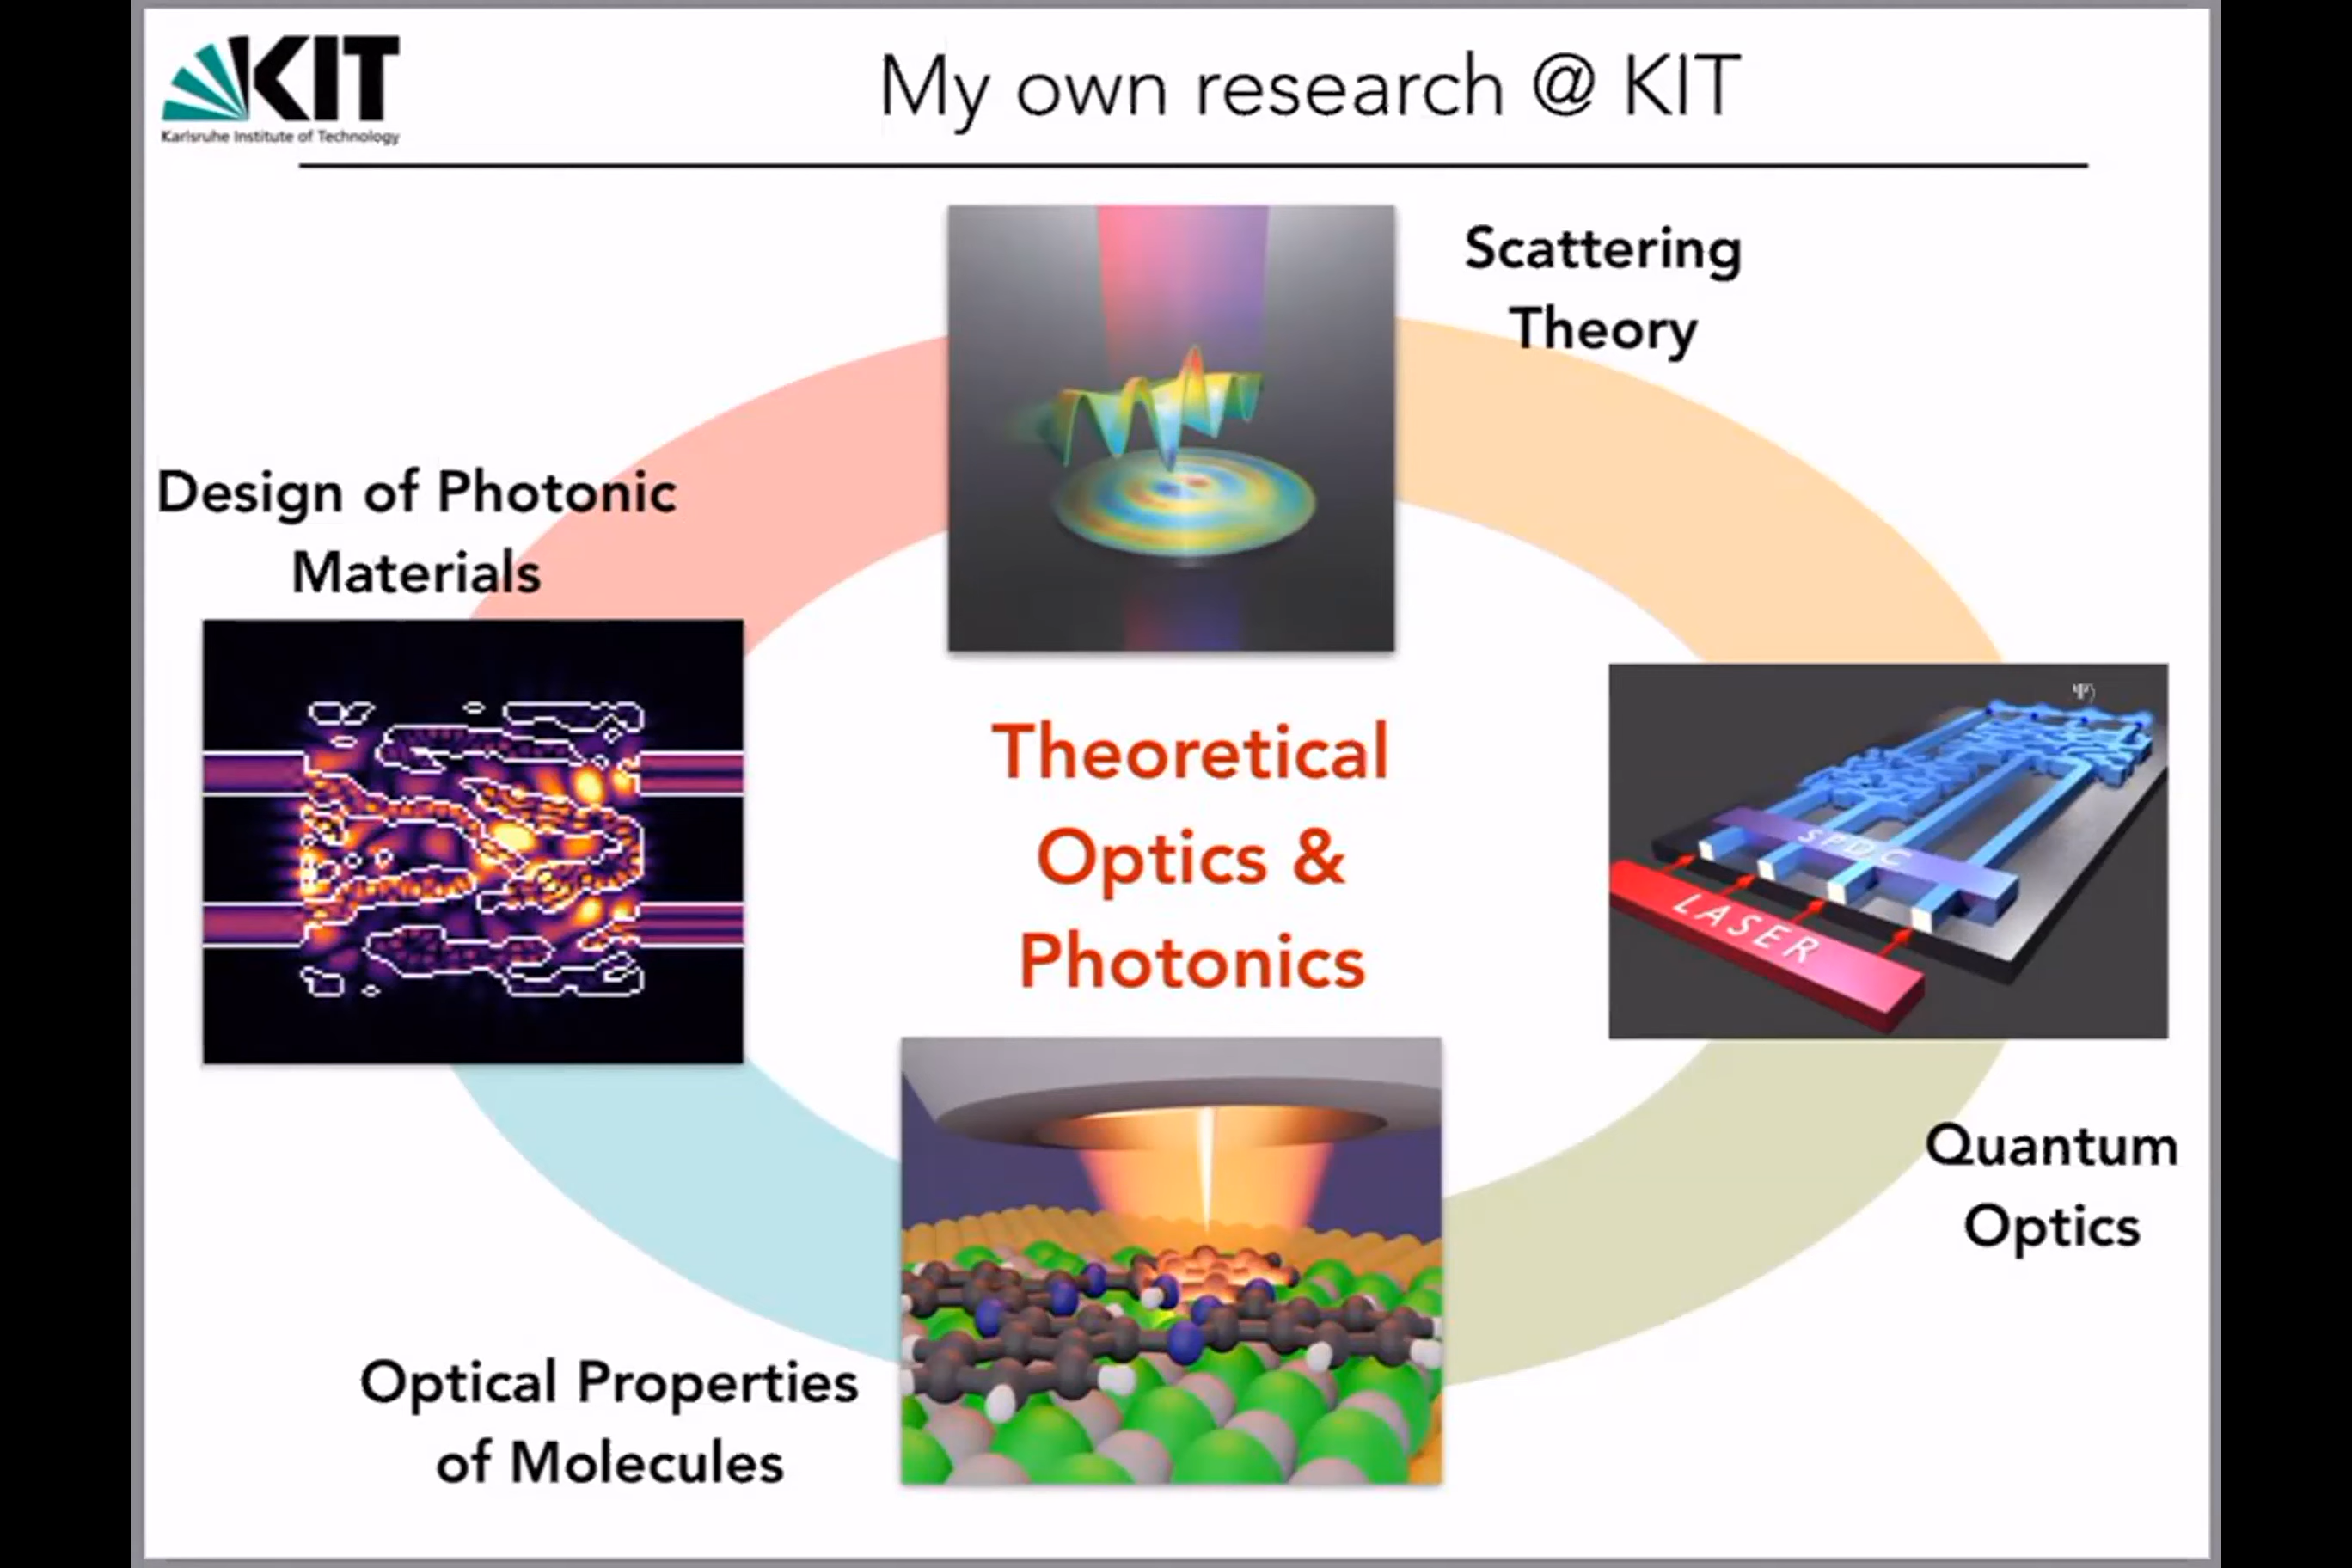 KIT
Karlsruhe Institute of Technology
My own research @ KIT
Scattering
Theory
Design of Photonic
Materials
Theoretical
Optics &
Photonics
SPDC
LASER
Quantum
Optics
Optical Properties
of Molecules